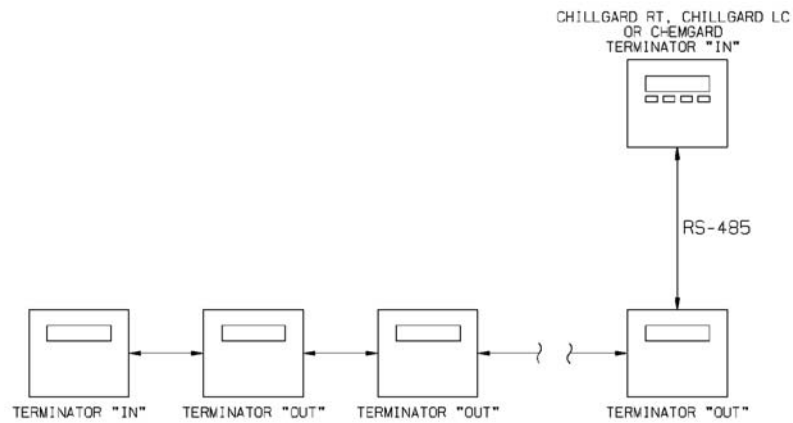 CHILLGARD RT, CHILLGARD LC
OR CHEMGARD
TERMINATOR "IN"
RS-485
TERMINATOR "IN"
TERMINATOR "OUT"
TERMINATOR "OUT"
TERMINATOR "OUT"